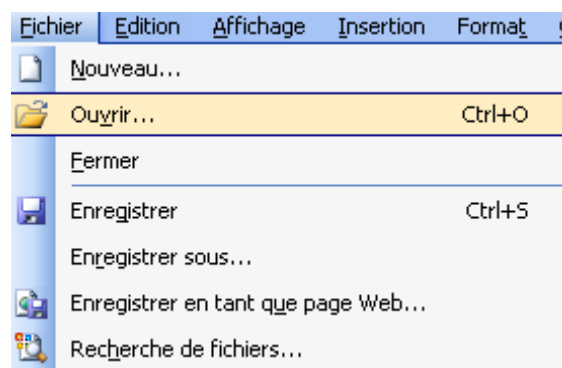 Fichier Edition Affichage Insertion Format
Nouveau...
Ouvrir... Ctrl+O
Fermer
Enregistrer Ctrl+S
Enregistrer sous...
Enregistrer en tant que page Web...
Recherche de fichiers...